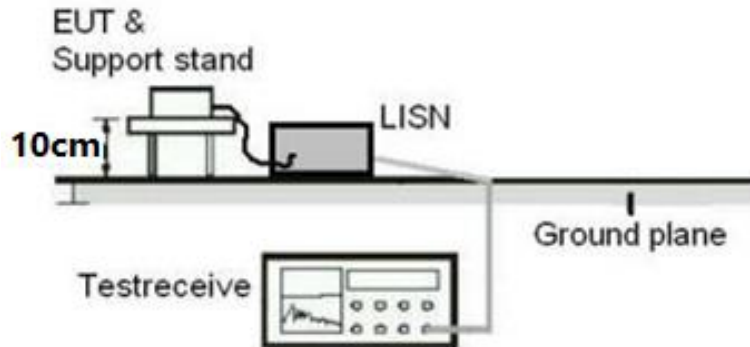 EUT &
Support stand
LISN
10cm
Ground plane
Testreceive